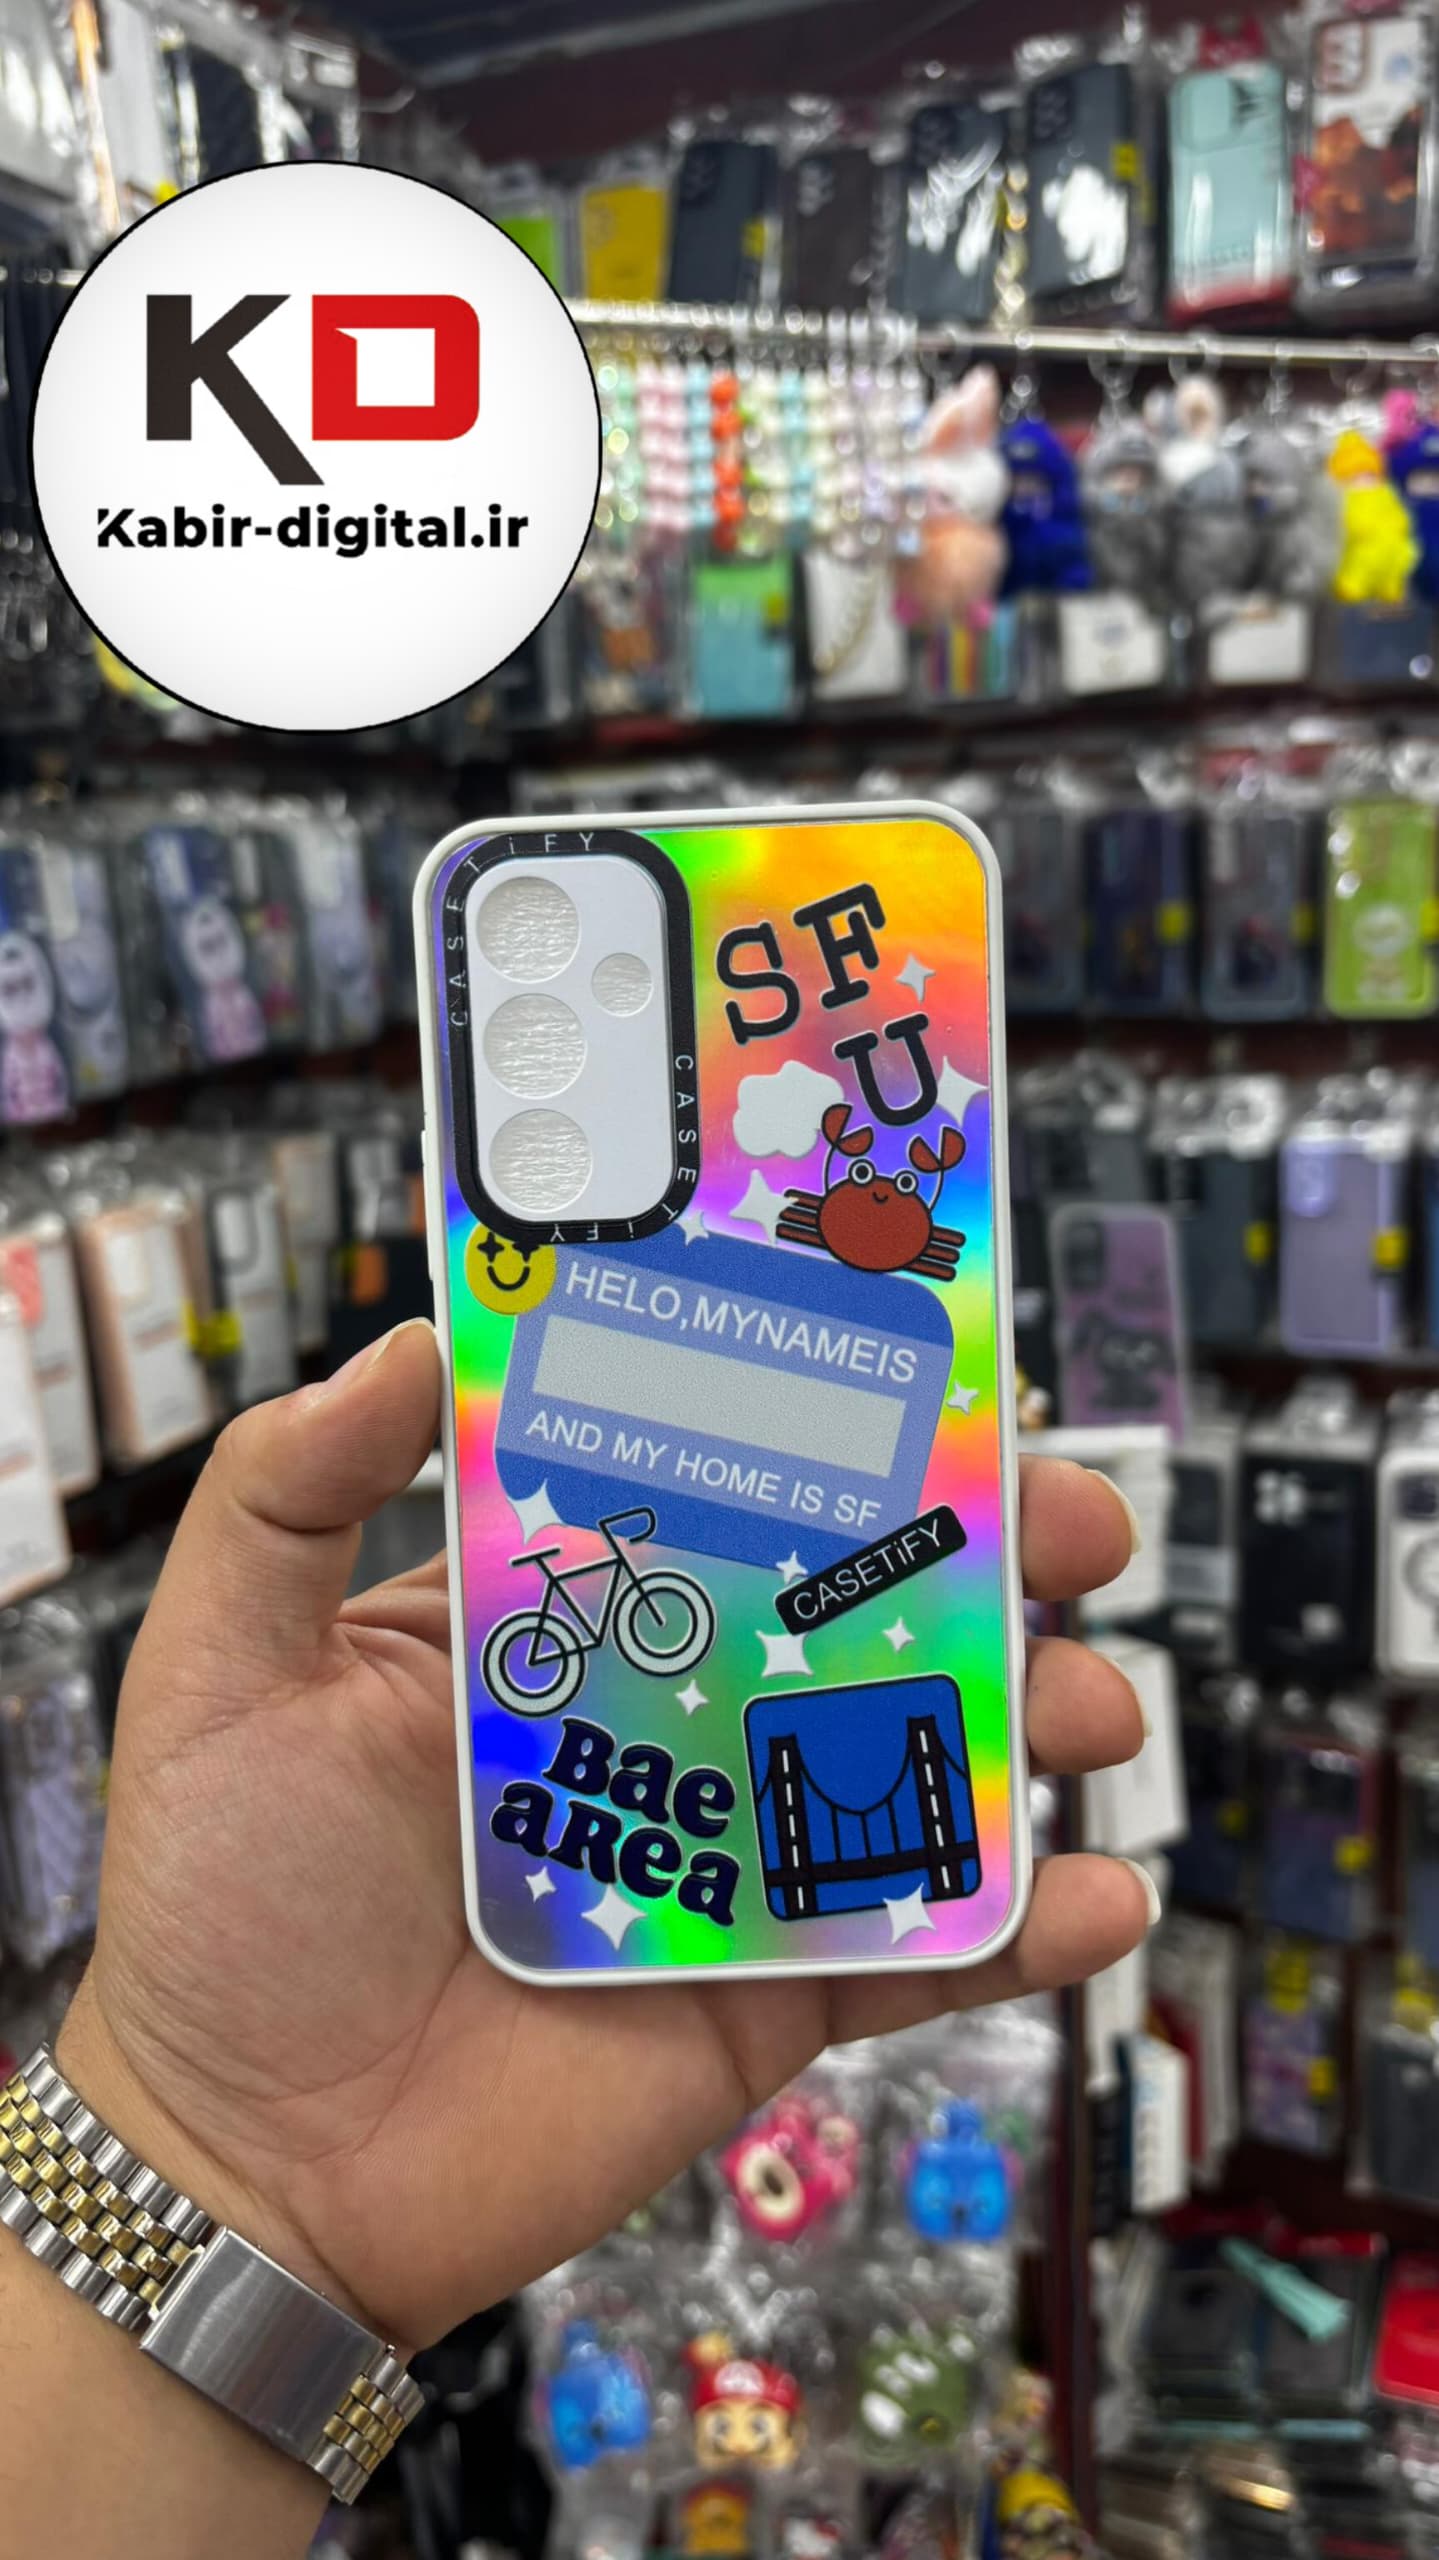 KD
Kabir-digital.ir
CASETiFY
CASETiFY
SF
U
HELO,MYNAMEIS
AND MY HOME IS SF
CASETiFY
Bae
aRea